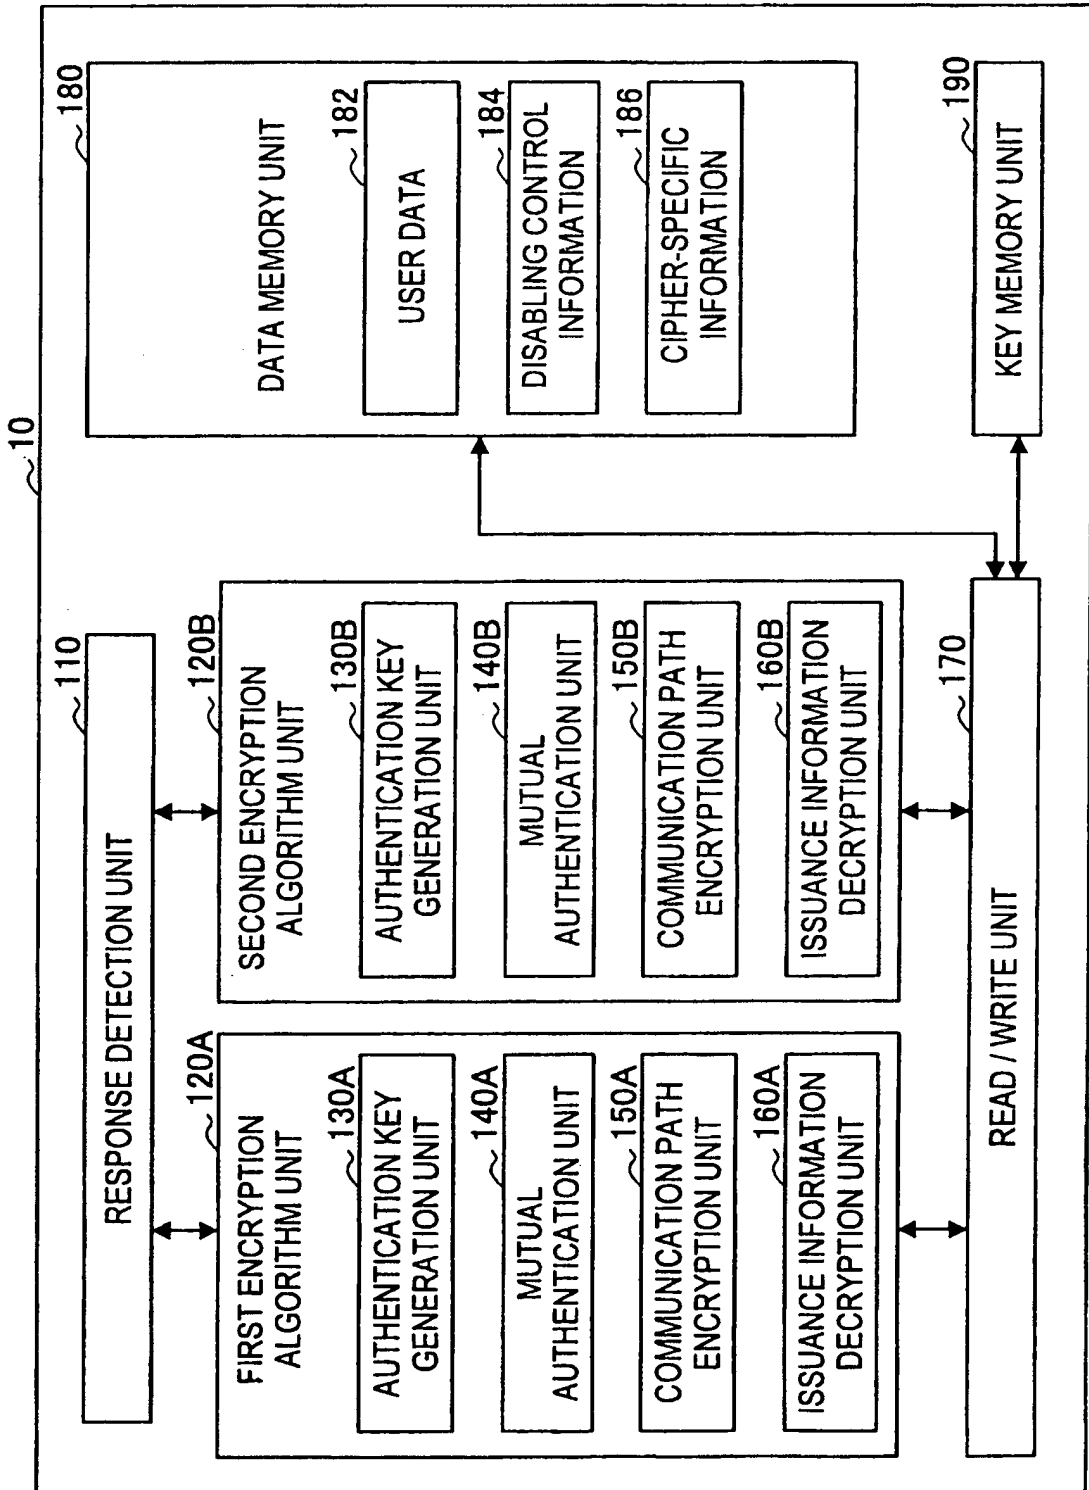 10
RESPONSE DETECTION UNIT
110
FIRST ENCRYPTION
ALGORITHM UNIT
120A
AUTHENTICATION KEY
GENERATION UNIT
130A
MUTUAL
AUTHENTICATION UNIT
140A
COMMUNICATION PATH
ENCRYPTION UNIT
150A
ISSUANCE INFORMATION
DECRYPTION UNIT
160A
SECOND ENCRYPTION
ALGORITHM UNIT
120B
AUTHENTICATION KEY
GENERATION UNIT
130B
MUTUAL
AUTHENTICATION UNIT
140B
COMMUNICATION PATH
ENCRYPTION UNIT
150B
ISSUANCE INFORMATION
DECRYPTION UNIT
160B
READ / WRITE UNIT
170
DATA MEMORY UNIT
180
USER DATA
182
DISABLING CONTROL
INFORMATION
184
CIPHER-SPECIFIC
INFORMATION
186
KEY MEMORY UNIT
190